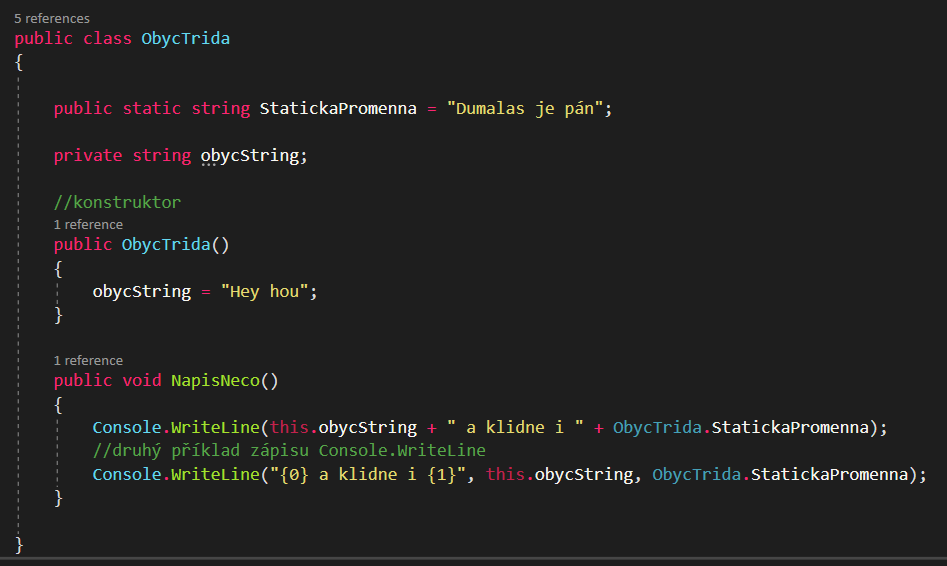 5 references
public class ObycTrida
{
public static string StatickaPromenna = "Dumalas je pán";
private string obycString;
//konstruktor
1 reference
public ObycTrida()
{
obycString = "Hey hou";
}
1 reference
public void NapisNeco()
{
Console.WriteLine(this.obycString + " a klidne i " + ObycTrida.StatickaPromenna);
//druhý příklad zápisu Console.WriteLine
Console.WriteLine("{0} a klidne i {1}", this.obycString, ObycTrida.StatickaPromenna);
}
}